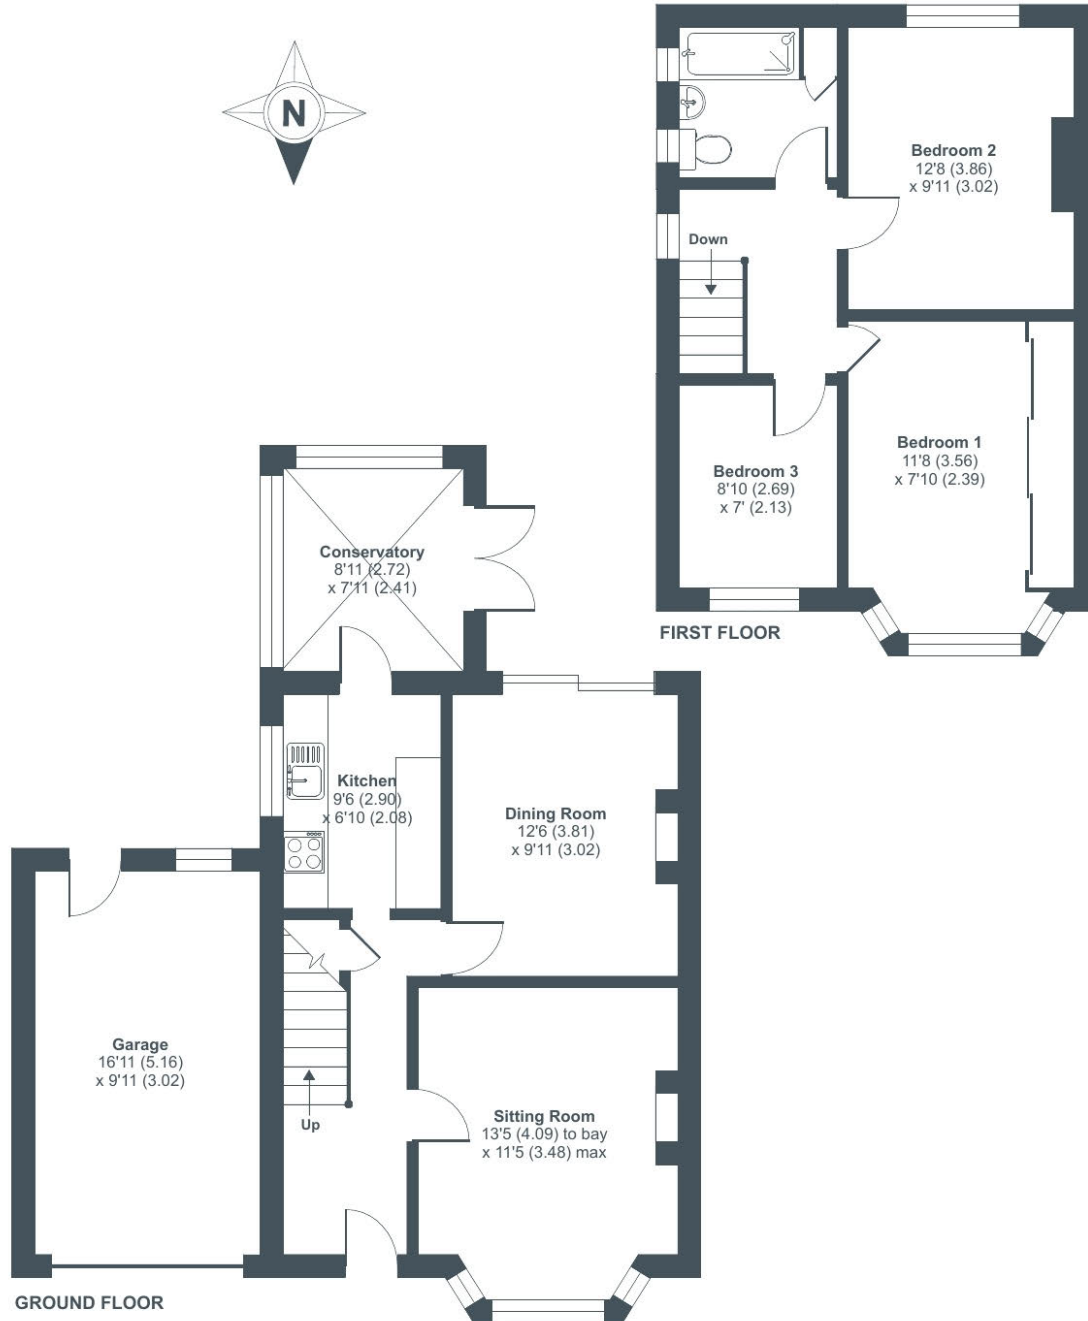 N
Bedroom 2
12'8 (3.86)
x 9'11 (3.02)
Down
Bedroom 1
11'8 (3.56)
x 7'10 (2.39)
Bedroom 3
8'10 (2.69)
x 7' (2.13)
FIRST FLOOR
Conservatory
8'11 (2.72)
x 7'11 (2.41)
Kitchen
9'6 (2.90)
x 6'10 (2.08)
Dining Room
12'6 (3.81)
x 9'11 (3.02)
Garage
16'11 (5.16)
x 9'11 (3.02)
Up
Sitting Room
13'5 (4.09) to bay
x 11'5 (3.48) max
GROUND FLOOR